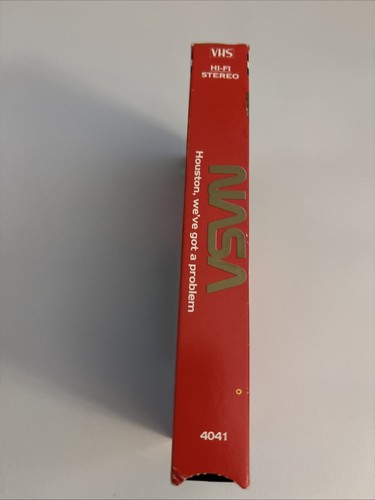 VHS
HI-FI
STEREO
NASA
Houston, we've got a problem
4041